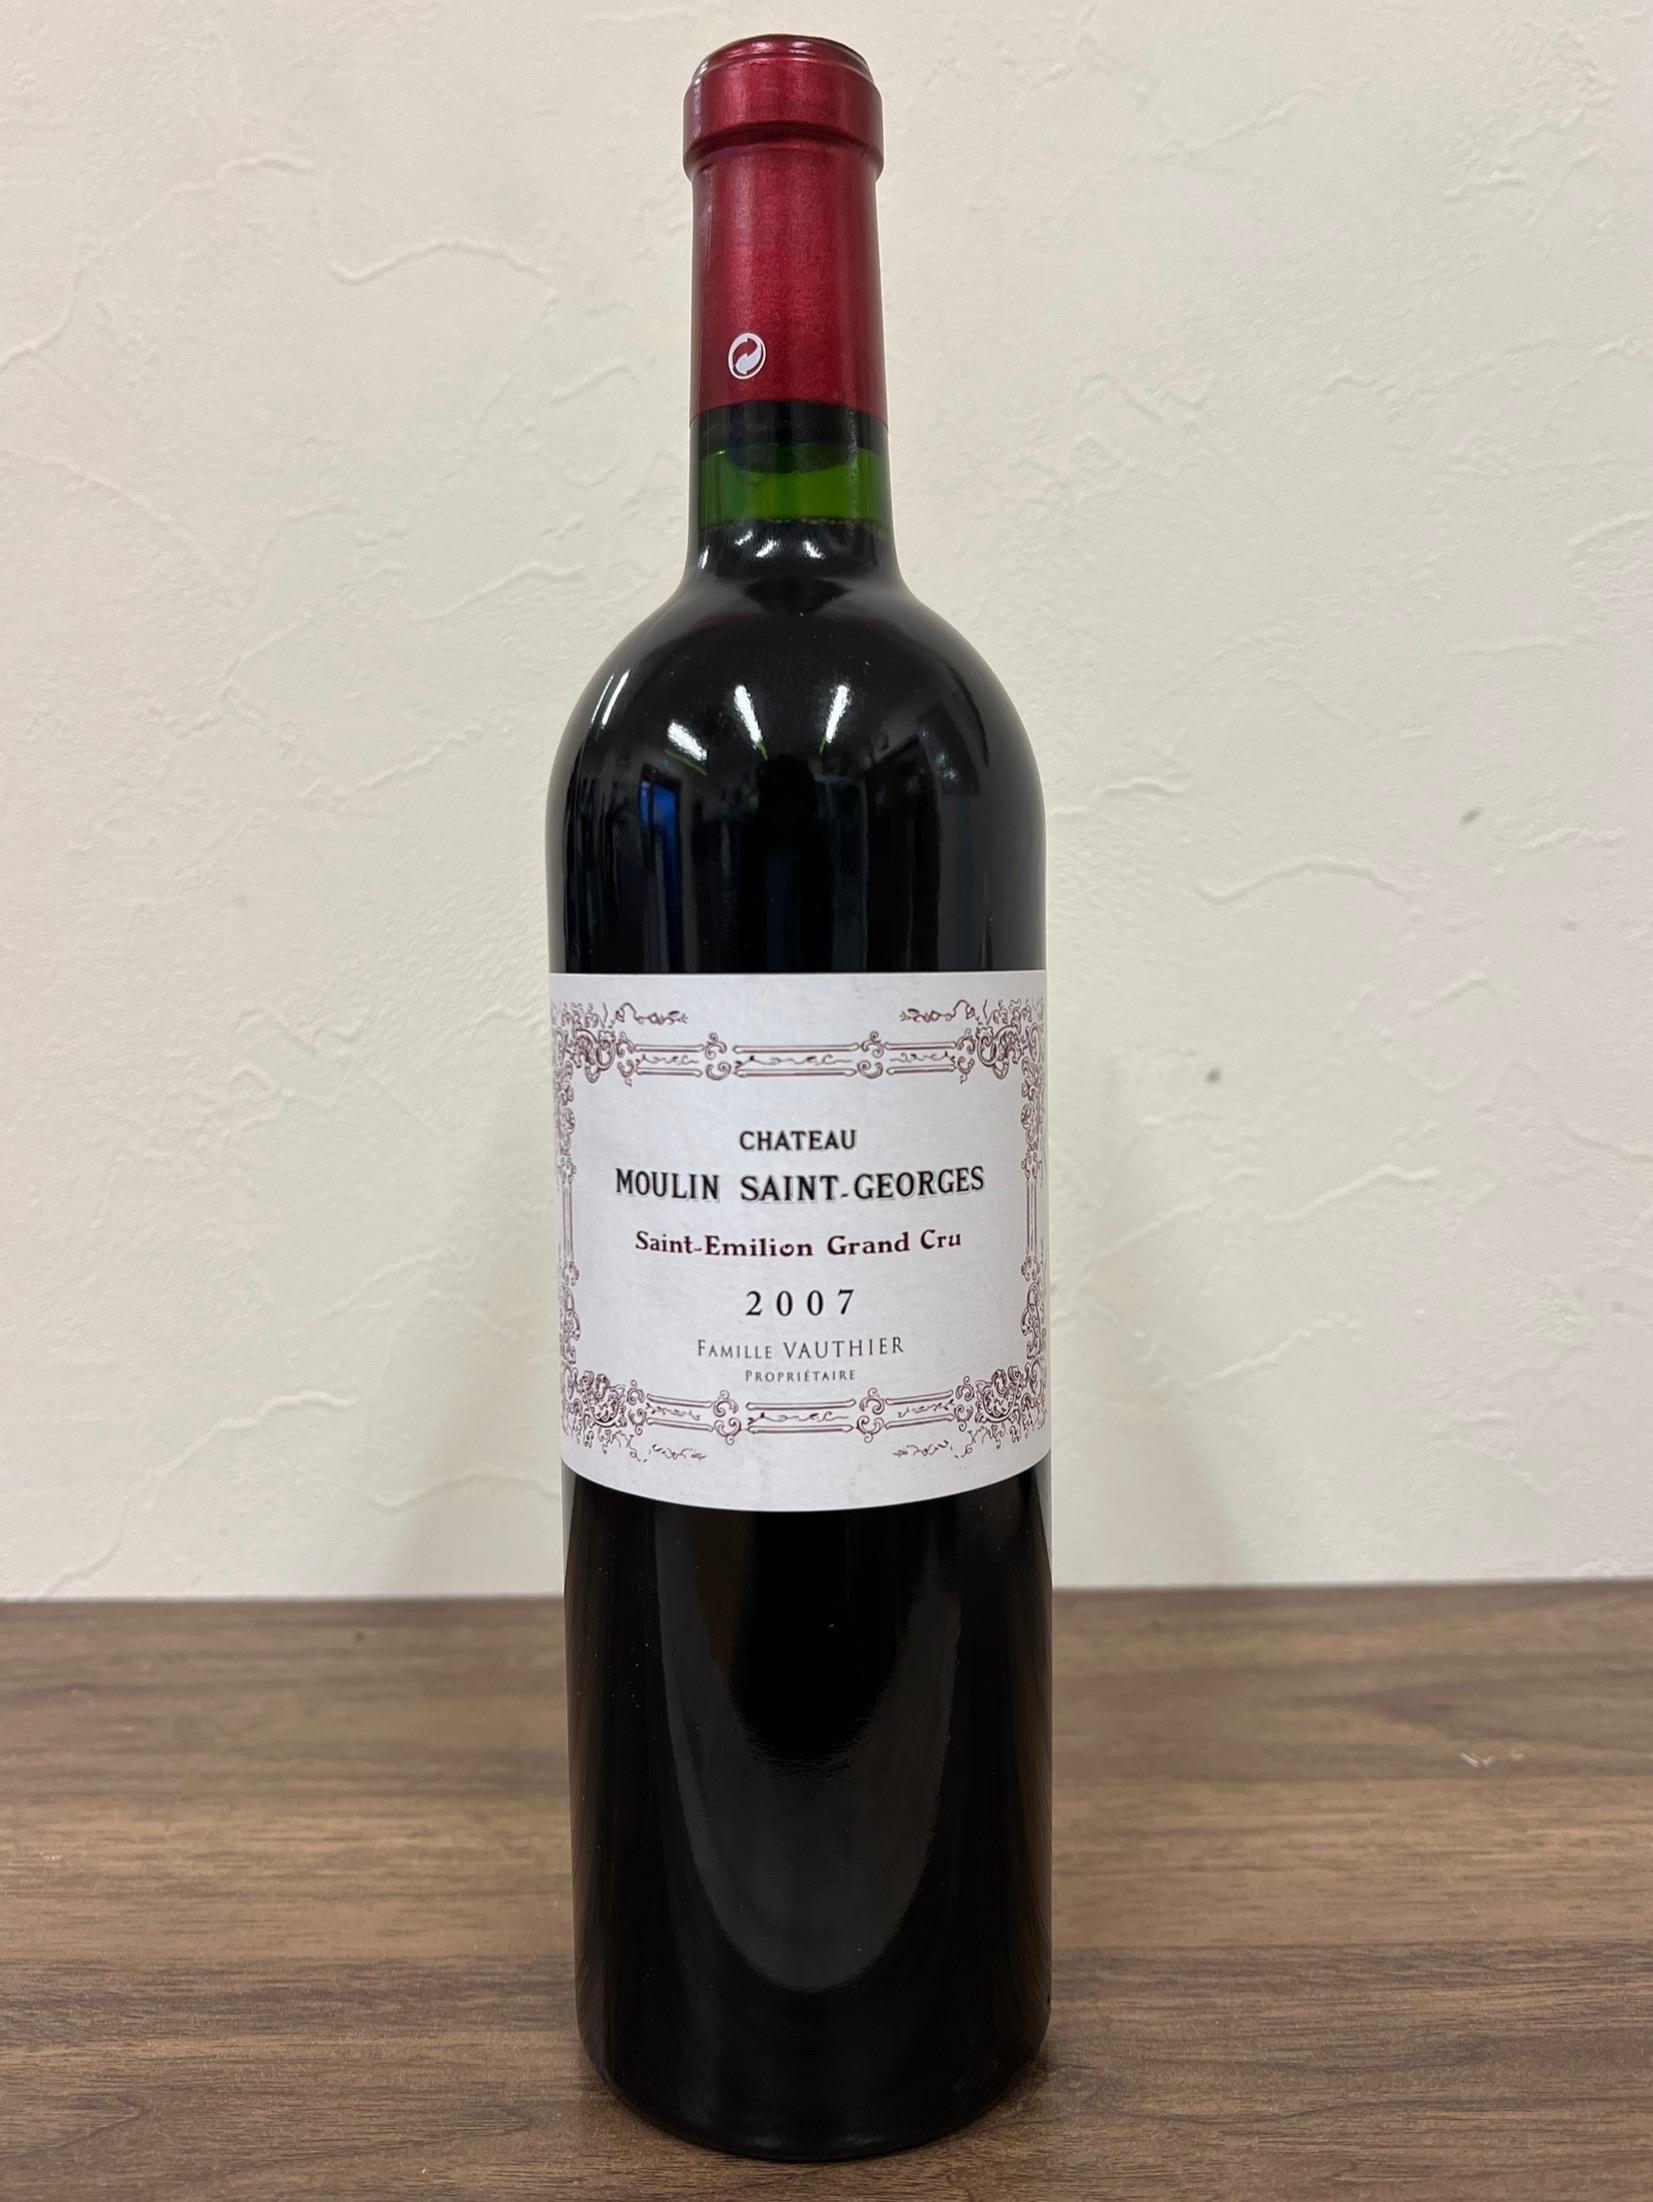 CHATEAU
MOULIN SAINT-GEORGES
Saint-Emilion Grand Cru
2007
FAMILLE VAUTHIER
PROPRIÉTAIRE